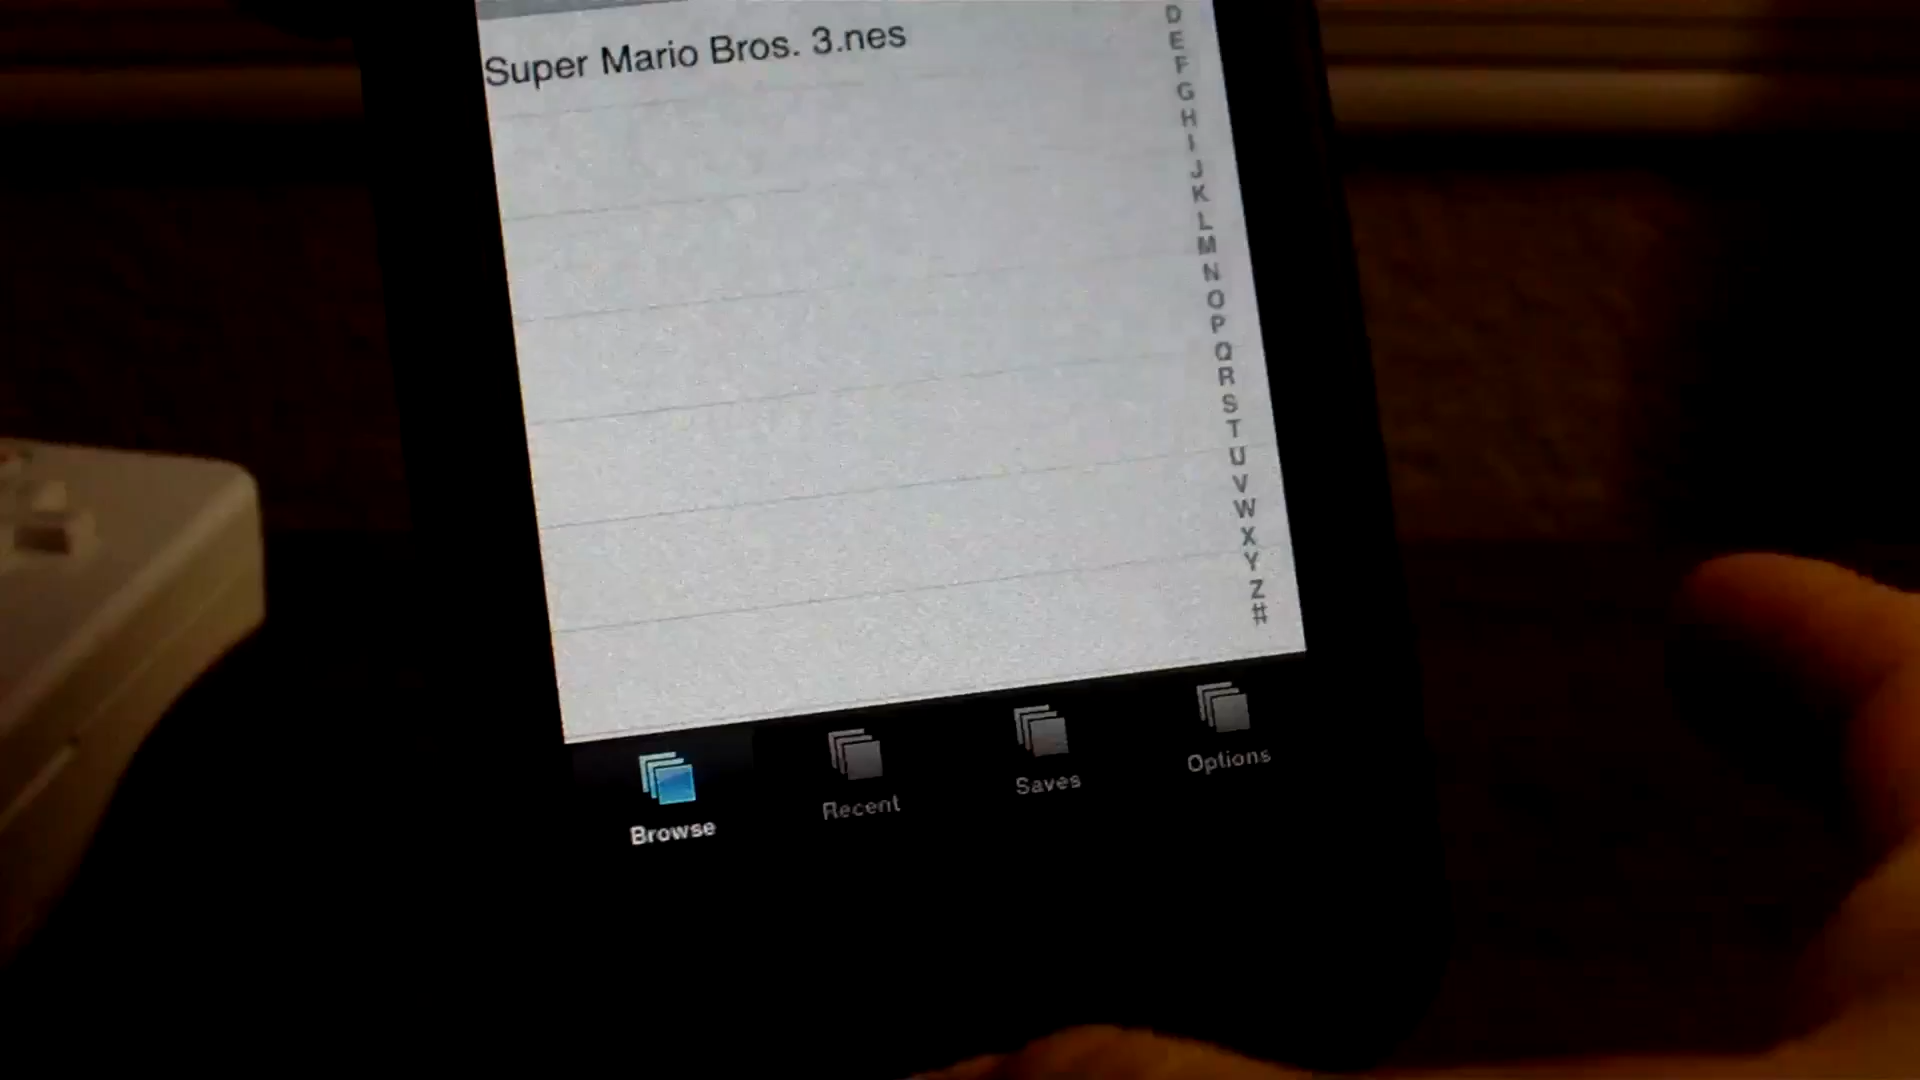 Super Mario Bros. 3.nes
D
E
F
G
H
I
J
K
L
M
N
O
P
Q
R
S
T
U
V
W
X
Y
Z
#
Browse
Recent
Saves
Options